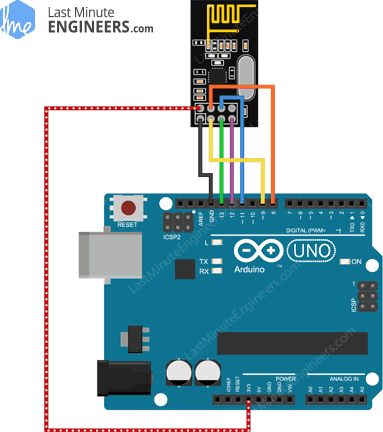 Last Minute
ENGINEERS.com
lme
LastMinuteEngineers.com
RESET
ICSP2
AREF
GND
13
12
~11
~10
~9
8
7
~6
~5
4
~3
2
TX0 ▶ 1
RX0 ◀ 0
DIGITAL (PWM~)
L
TX
RX
Arduino
UNO
ON
1
ICSP
LastMinuteEngineers.com
IOREF
RESET
3V3
5V
GND
GND
VIN
POWER
ANALOG IN
A0
A1
A2
A3
A4
A5